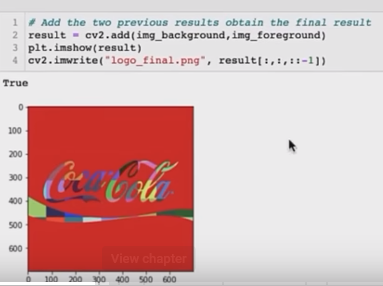 1 # Add the two previous results obtain the final result
2 result = cv2.add(img_background,img_foreground)
3 plt.imshow(result)
4 cv2.imwrite("logo_final.png", result[:,:,::-1])
True
0
100
200
300
400
500
600
Coca-Cola
View chapter
0 100 200 300 400 500 600